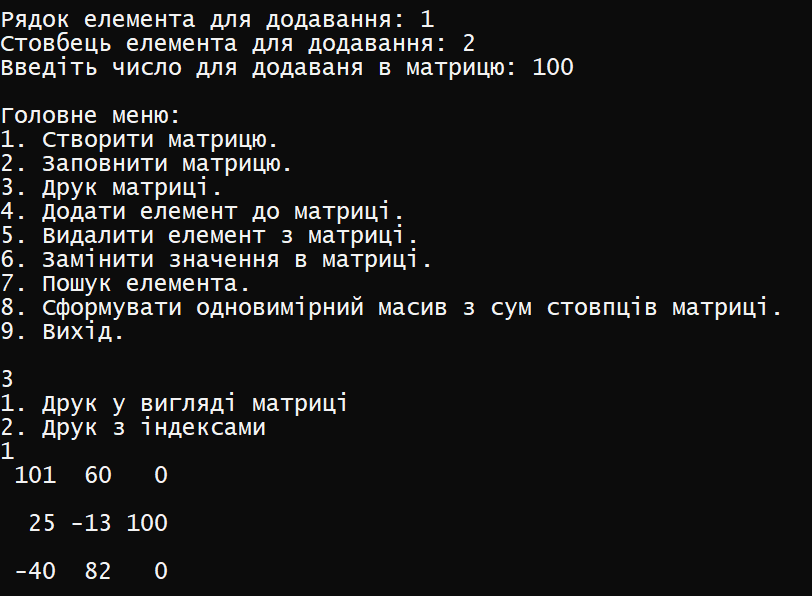 Рядок елемента для додавання: 1
Стовбець елемента для додавання: 2
Введіть число для додаваня в матрицю: 100
Головне меню:
1. Створити матрицю.
2. Заповнити матрицю.
3. Друк матриці.
4. Додати елемент до матриці.
5. Видалити елемент з матриці.
6. Замінити значення в матриці.
7. Пошук елемента.
8. Сформувати одновимірний масив з сум стовпців матриці.
9. Вихід.
3
1. Друк у вигляді матриці
2. Друк з індексами
1
101 60 0
25 -13 100
-40 82 0